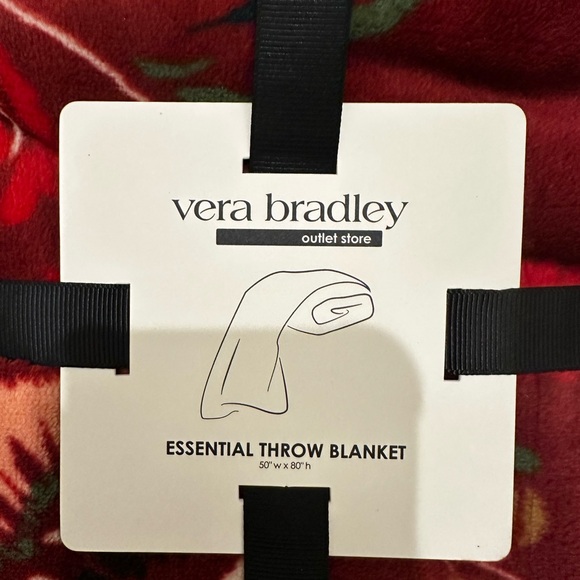 vera bradley
outlet store
ESSENTIAL THROW BLANKET
50" w x 80" h